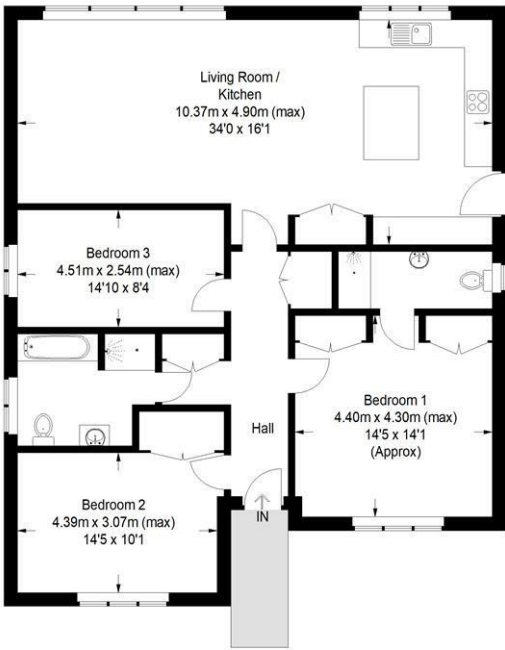 Living Room /
Kitchen
10.37m x 4.90m (max)
34'0 x 16'1
Bedroom 3
4.51m x 2.54m (max)
14'10 x 8'4
Bedroom 1
4.40m x 4.30m (max)
14'5 x 14'1
(Approx)
Hall
Bedroom 2
4.39m x 3.07m (max)
14'5 x 10'1
IN